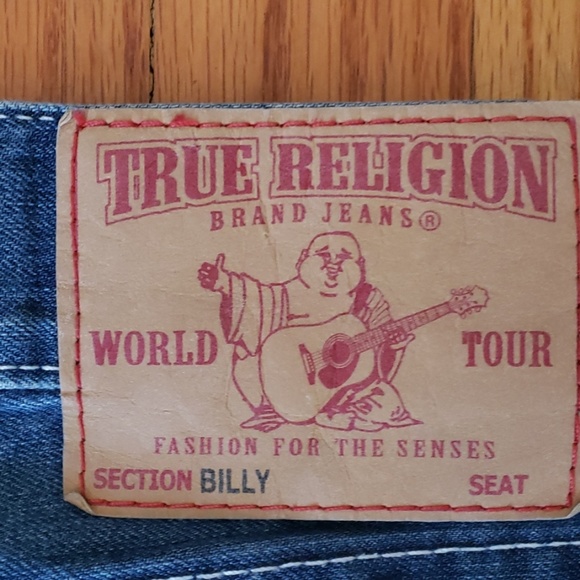 TRUE RELIGION
BRAND JEANS®
WORLD TOUR
FASHION FOR THE SENSES
SECTION BILLY SEAT